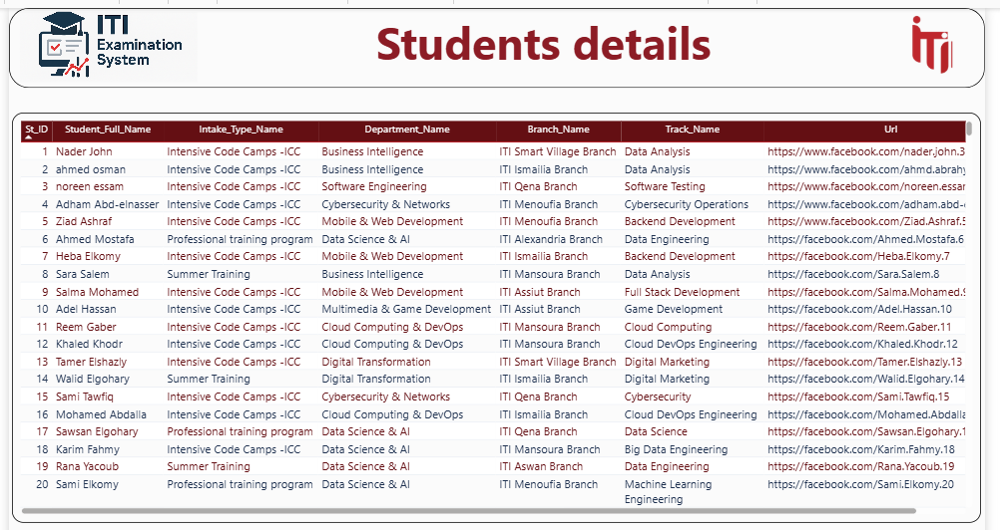 ITI
Examination
System
Students details
iTi
St_ID Student_Full_Name Intake_Type_Name Department_Name Branch_Name Track_Name Url
1 Nader John Intensive Code Camps -ICC Business Intelligence ITI Smart Village Branch Data Analysis https://www.facebook.com/nader.john.3
2 ahmed osman Intensive Code Camps -ICC Business Intelligence ITI Ismailia Branch Data Analysis https://www.facebook.com/ahmd.abrahy
3 noreen essam Intensive Code Camps -ICC Software Engineering ITI Qena Branch Software Testing https://www.facebook.com/noreen.essar
4 Adham Abd-elnasser Intensive Code Camps -ICC Cybersecurity & Networks ITI Menoufia Branch Cybersecurity Operations https://www.facebook.com/adham.abd-
5 Ziad Ashraf Intensive Code Camps -ICC Mobile & Web Development ITI Menoufia Branch Backend Development https://www.facebook.com/Ziad.Ashraf.5
6 Ahmed Mostafa Professional training program Data Science & AI ITI Alexandria Branch Data Engineering https://facebook.com/Ahmed.Mostafa.6
7 Heba Elkomy Intensive Code Camps -ICC Mobile & Web Development ITI Ismailia Branch Backend Development https://facebook.com/Heba.Elkomy.7
8 Sara Salem Summer Training Business Intelligence ITI Mansoura Branch Data Analysis https://facebook.com/Sara.Salem.8
9 Salma Mohamed Intensive Code Camps -ICC Mobile & Web Development ITI Assiut Branch Full Stack Development https://facebook.com/Salma.Mohamed.9
10 Adel Hassan Intensive Code Camps -ICC Multimedia & Game Development ITI Assiut Branch Game Development https://facebook.com/Adel.Hassan.10
11 Reem Gaber Intensive Code Camps -ICC Cloud Computing & DevOps ITI Mansoura Branch Cloud Computing https://facebook.com/Reem.Gaber.11
12 Khaled Khodr Intensive Code Camps -ICC Cloud Computing & DevOps ITI Mansoura Branch Cloud DevOps Engineering https://facebook.com/Khaled.Khodr.12
13 Tamer Elshazly Intensive Code Camps -ICC Digital Transformation ITI Smart Village Branch Digital Marketing https://facebook.com/Tamer.Elshazly.13
14 Walid Elgohary Summer Training Digital Transformation ITI Ismailia Branch Digital Marketing https://facebook.com/Walid.Elgohary.14
15 Sami Tawfiq Intensive Code Camps -ICC Cybersecurity & Networks ITI Qena Branch Cybersecurity https://facebook.com/Sami.Tawfiq.15
16 Mohamed Abdalla Intensive Code Camps -ICC Cloud Computing & DevOps ITI Ismailia Branch Cloud DevOps Engineering https://facebook.com/Mohamed.Abdalla
17 Sawsan Elgohary Professional training program Data Science & AI ITI Qena Branch Data Science https://facebook.com/Sawsan.Elgohary.1
18 Karim Fahmy Intensive Code Camps -ICC Data Science & AI ITI Mansoura Branch Big Data Engineering https://facebook.com/Karim.Fahmy.18
19 Rana Yacoub Summer Training Data Science & AI ITI Aswan Branch Data Engineering https://facebook.com/Rana.Yacoub.19
20 Sami Elkomy Professional training program Data Science & AI ITI Menoufia Branch Machine Learning https://facebook.com/Sami.Elkomy.20
Engineering